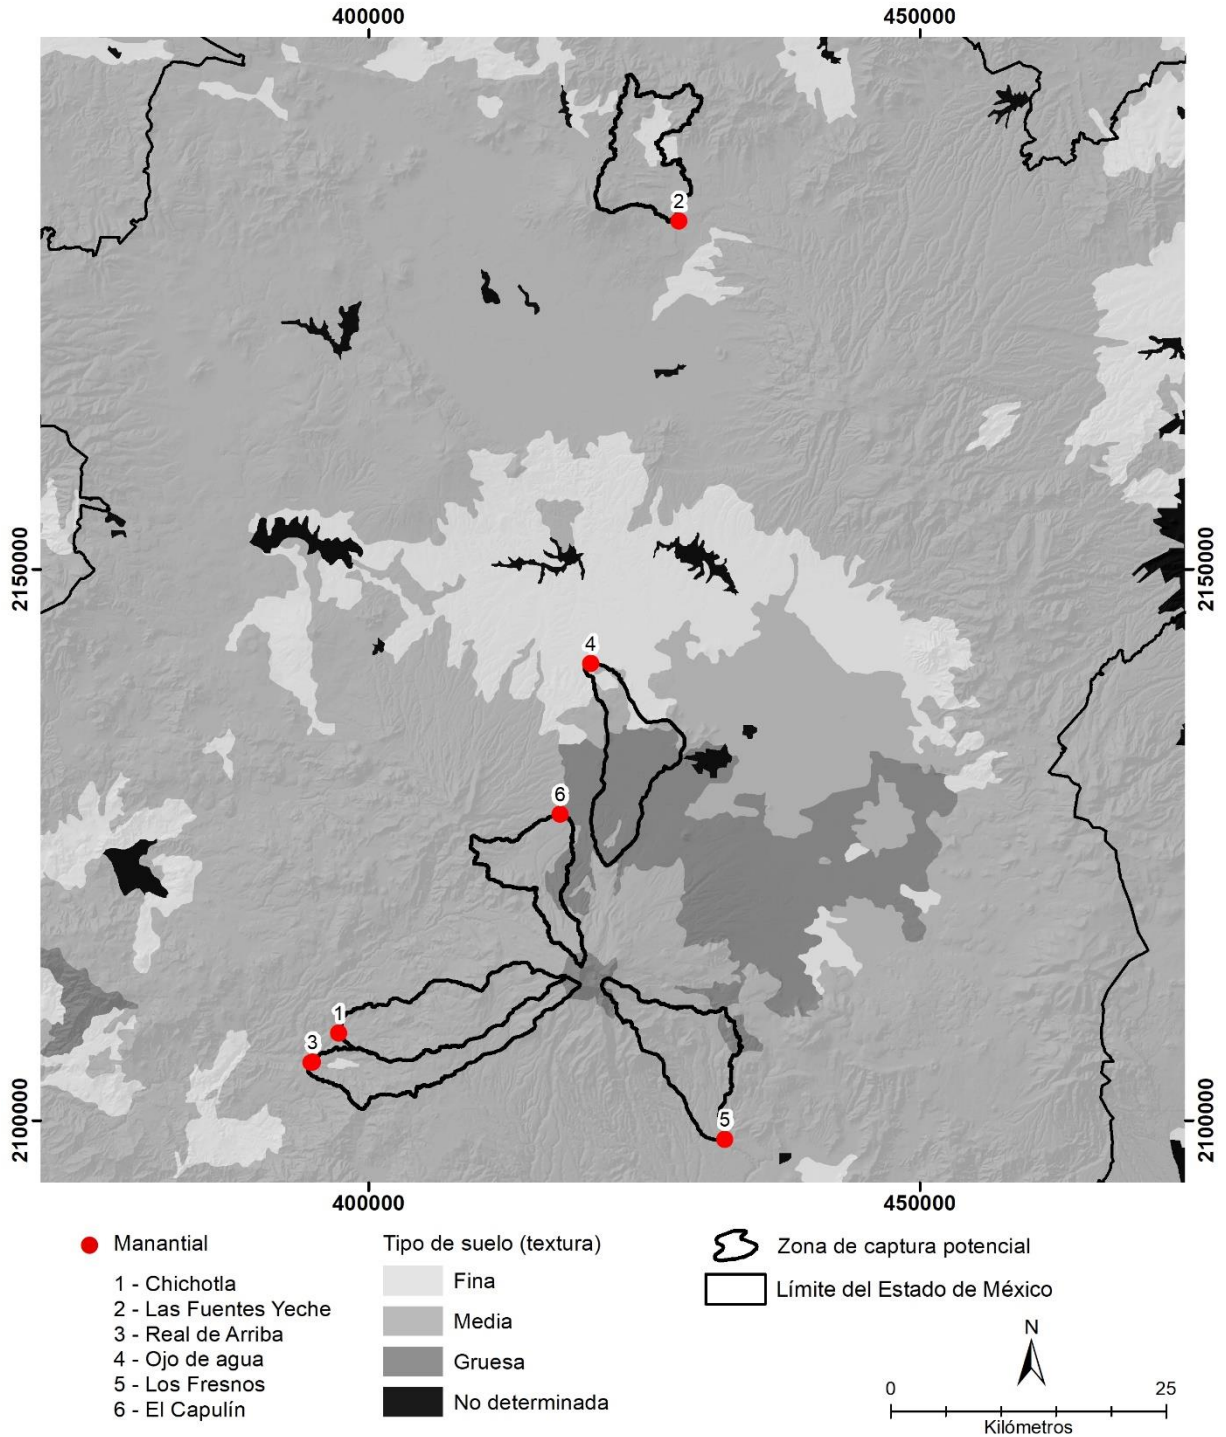 400000
450000
2
2150000
2150000
4
6
1
3
5
2100000
2100000
400000
450000
Manantial
1 - Chichotla
2 - Las Fuentes Yeche
3 - Real de Arriba
4 - Ojo de agua
5 - Los Fresnos
6 - El Capulín
Tipo de suelo (textura)
Fina
Media
Gruesa
No determinada
Zona de captura potencial
Límite del Estado de México
N
0 25
Kilómetros